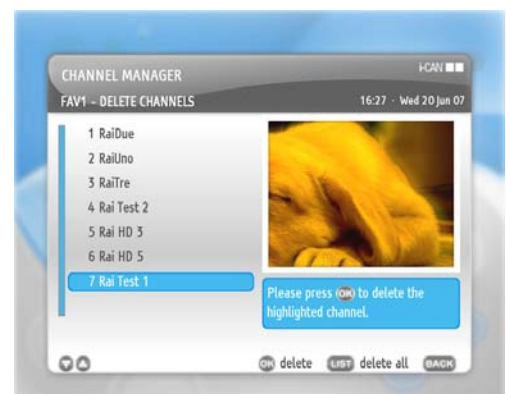 i-CAN
CHANNEL MANAGER
FAV1 - DELETE CHANNELS 16:27 - Wed 20 Jun 07
1 RaiDue
2 RaiUno
3 RaiTre
4 Rai Test 2
5 Rai HD 3
6 Rai HD 5
7 Rai Test 1
Please press OK to delete the
highlighted channel.
OK delete LIST delete all BACK